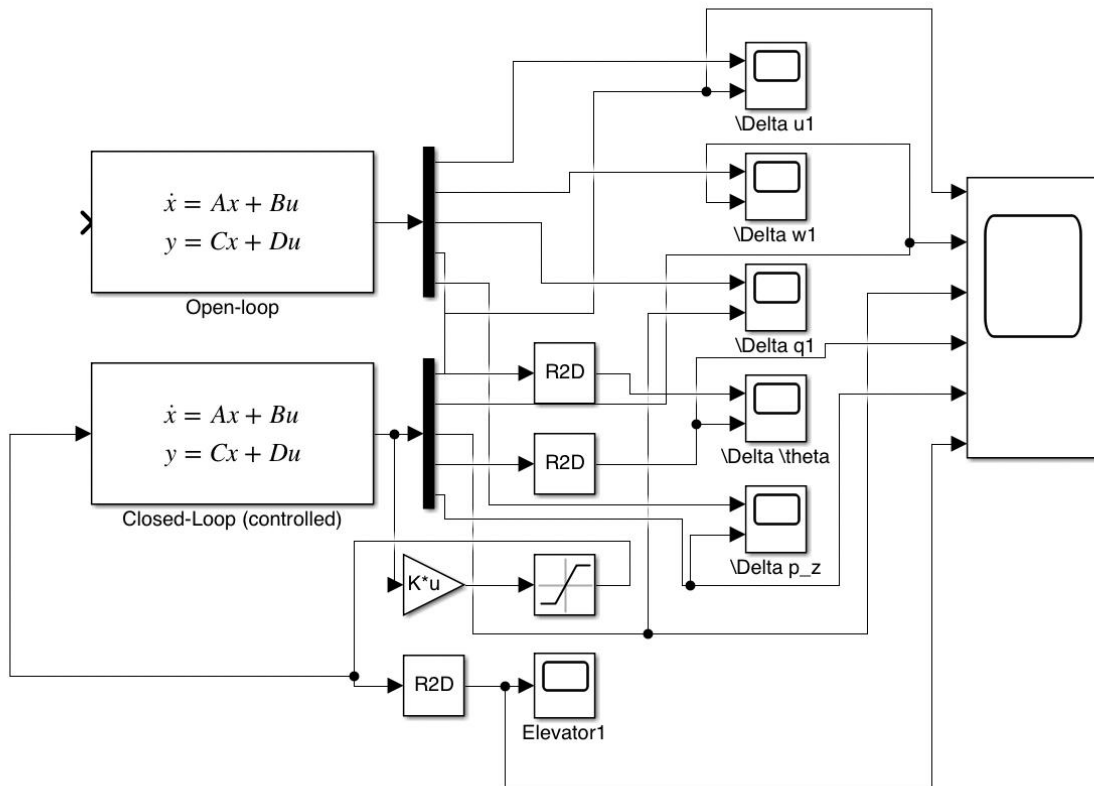 \Delta u1
ẋ = Ax + Bu
y = Cx + Du
Open-loop
\Delta w1
\Delta q1
R2D
ẋ = Ax + Bu
y = Cx + Du
Closed-Loop (controlled)
R2D
\Delta \theta
\Delta p_z
K*u
R2D
Elevator1